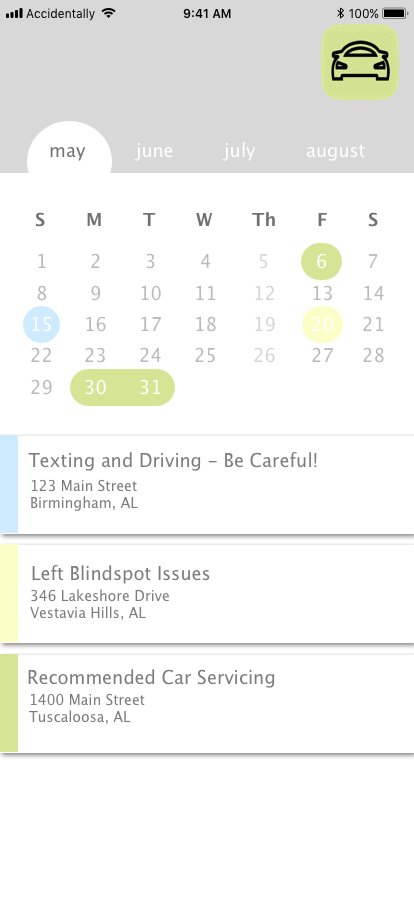 Accidentally 9:41 AM 100%
may june july august
S M T W Th F S
1 2 3 4 5 6 7
8 9 10 11 12 13 14
15 16 17 18 19 20 21
22 23 24 25 26 27 28
29 30 31
Texting and Driving – Be Careful!
123 Main Street
Birmingham, AL
Left Blindspot Issues
346 Lakeshore Drive
Vestavia Hills, AL
Recommended Car Servicing
1400 Main Street
Tuscaloosa, AL